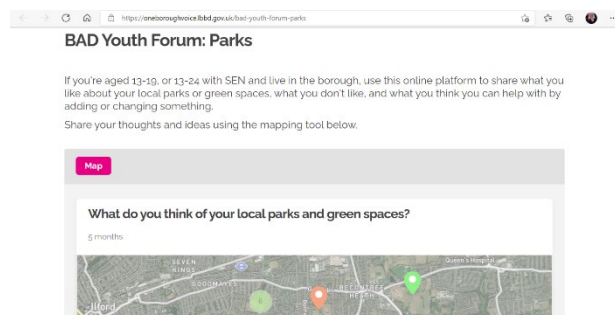 https://oneboroughvoice.lbbd.gov.uk/bad-youth-forum-parks
BAD Youth Forum: Parks
If you're aged 13-19, or 13-24 with SEN and live in the borough, use this online platform to share what you
like about your local parks or green spaces, what you don't like, and what you think you can help with by
adding or changing something.
Share your thoughts and ideas using the mapping tool below.
Map
What do you think of your local parks and green spaces?
5 months
Queen's Hospital
SEVEN
KINGS
GOODMAYES
BECONTREE
HEATH
6
Ilford